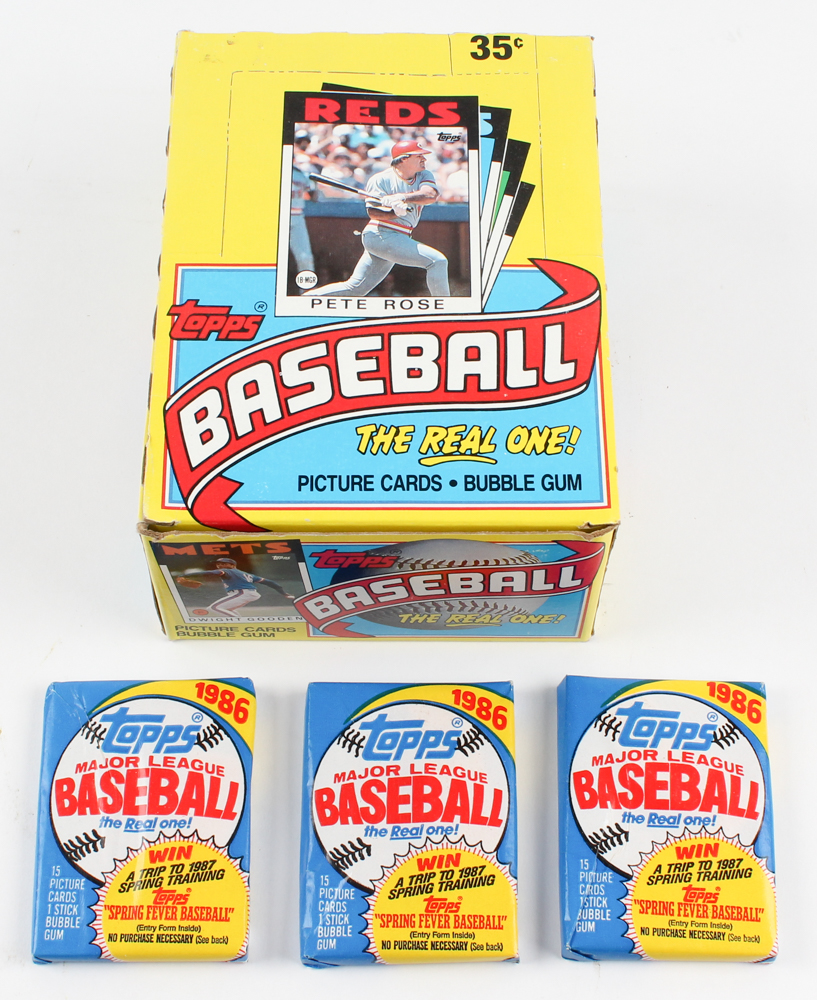 35¢
REDS
topps
S
18-MGR
PETE ROSE
topps®
BASEBALL
THE REAL ONE!
PICTURE CARDS • BUBBLE GUM
METS
topps
DWIGHT GOODEN
PICTURE CARDS
BUBBLE GUM
topps
BASEBALL
THE REAL ONE!
1986
topps®
MAJOR LEAGUE
BASEBALL
the Real one!
15
PICTURE
CARDS
1 STICK
BUBBLE
GUM
WIN
A TRIP TO 1987
SPRING TRAINING
topps
"SPRING FEVER BASEBALL"
(Entry Form Inside)
NO PURCHASE NECESSARY (See back)
1986
topps®
MAJOR LEAGUE
BASEBALL
the Real one!
15
PICTURE
CARDS
1 STICK
BUBBLE
GUM
WIN
A TRIP TO 1987
SPRING TRAINING
topps
"SPRING FEVER BASEBALL"
(Entry Form Inside)
NO PURCHASE NECESSARY (See back)
1986
topps®
MAJOR LEAGUE
BASEBALL
the Real one!
15
PICTURE
CARDS
1 STICK
BUBBLE
GUM
WIN
A TRIP TO 1987
SPRING TRAINING
topps
"SPRING FEVER BASEBALL"
(Entry Form Inside)
NO PURCHASE NECESSARY (See back)